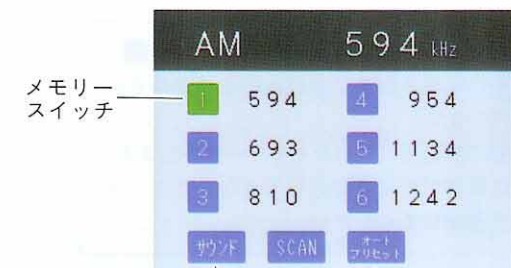 AM 594 kHz
メモリー
スイッチ
1 594 4 954
2 693 5 1134
3 810 6 1242
サウンド SCAN オート
プリセット